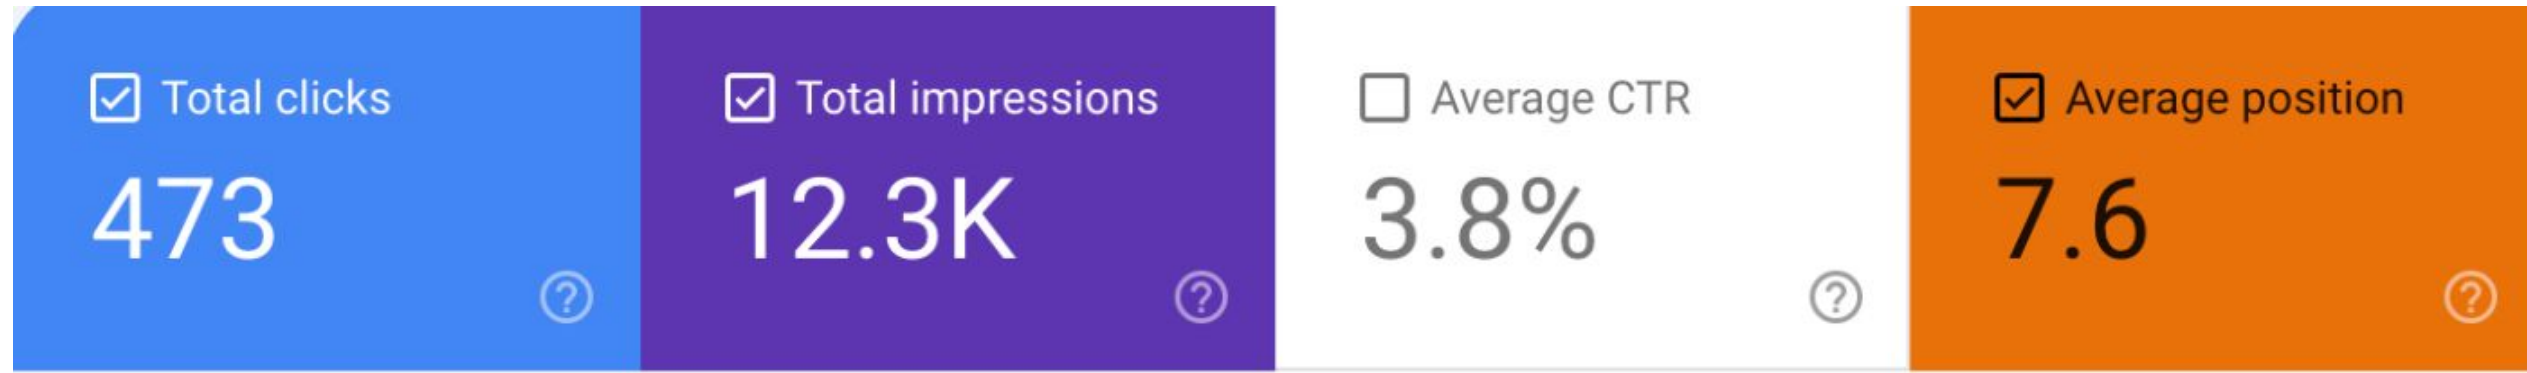 Total clicks
473
Total impressions
12.3K
Average CTR
3.8%
Average position
7.6